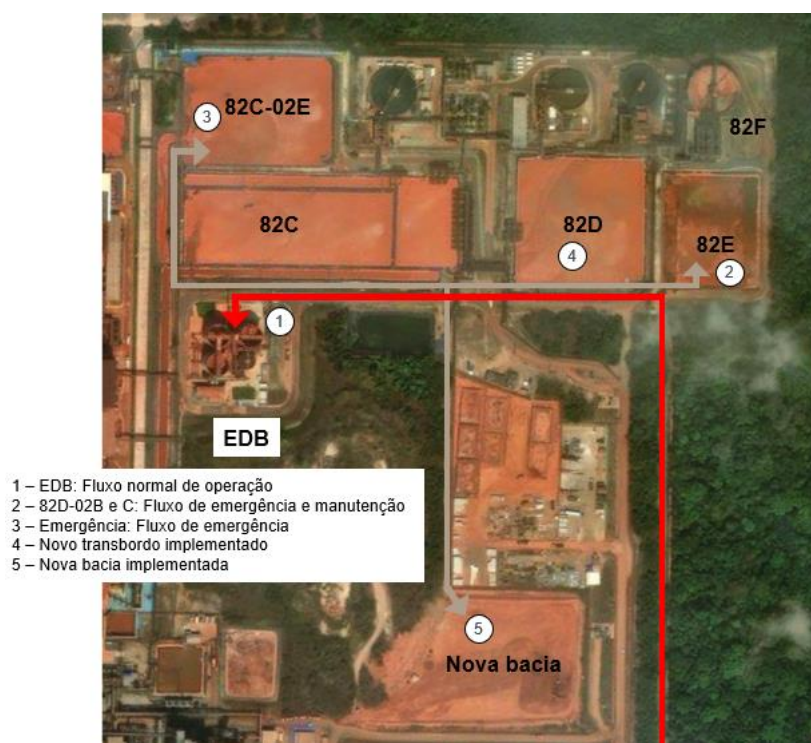 82C-02E
3
82F
82C
82D
82E
4
2
1
EDB
1 – EDB: Fluxo normal de operação
2 – 82D-02B e C: Fluxo de emergência e manutenção
3 – Emergência: Fluxo de emergência
4 – Novo transbordo implementado
5 – Nova bacia implementada
5
Nova bacia